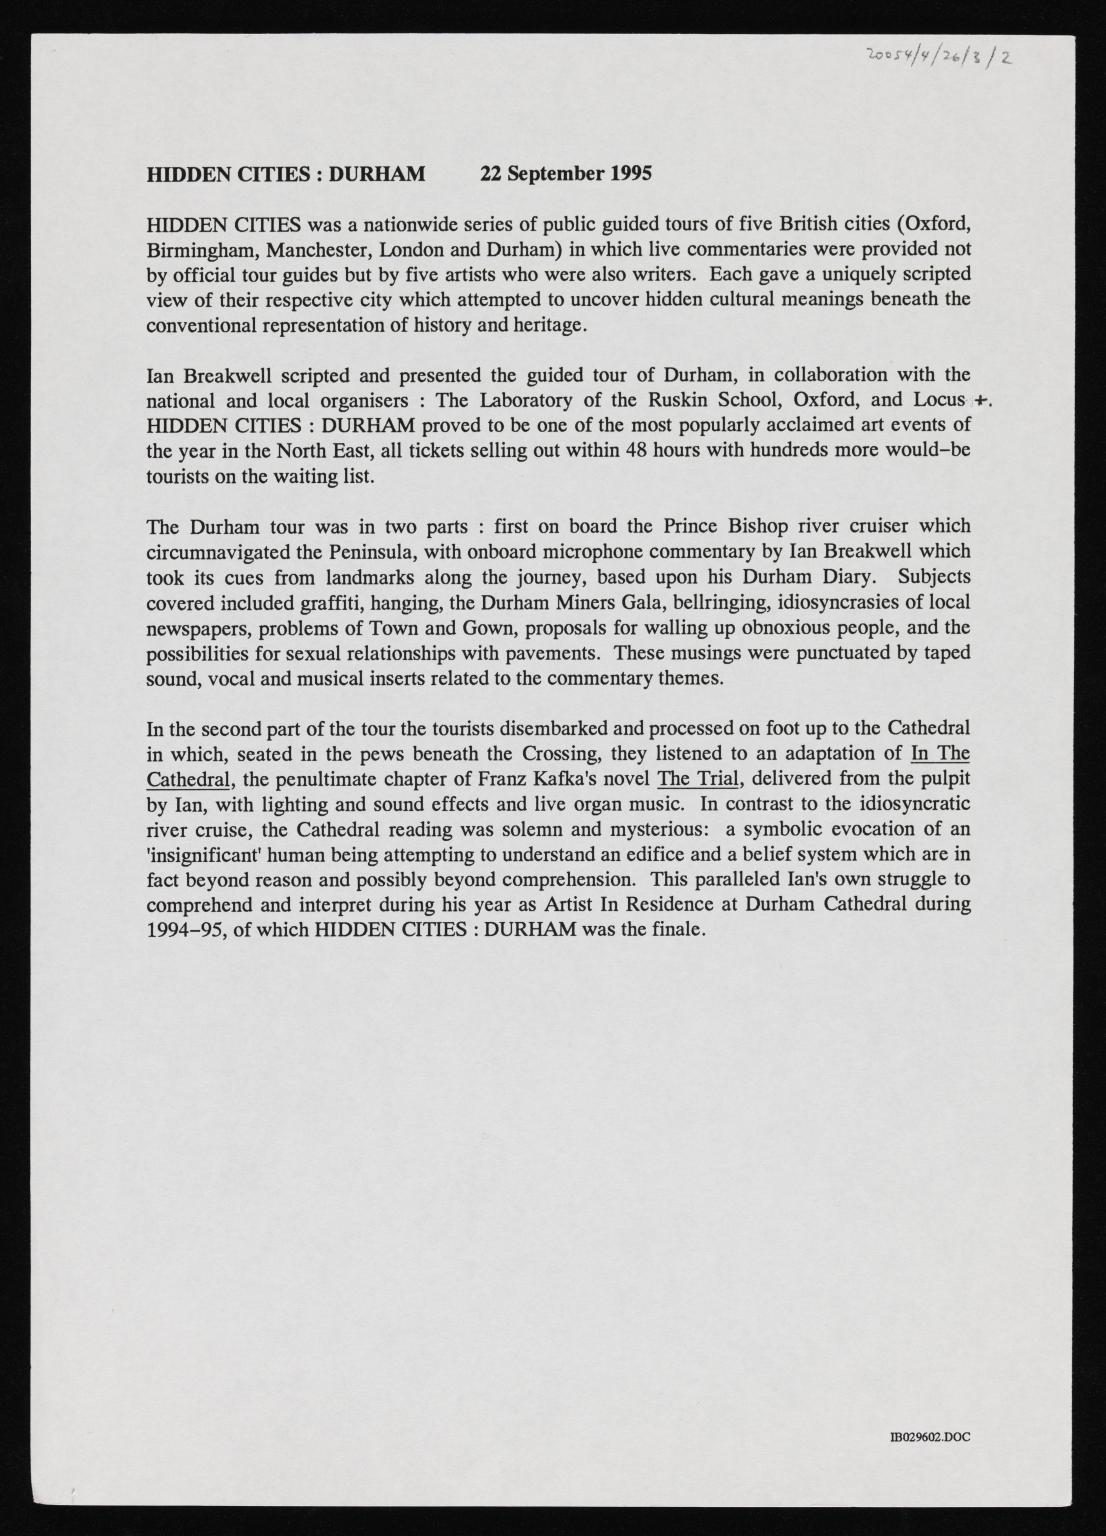 20054/4/26/3/2
HIDDEN CITIES : DURHAM 22 September 1995
HIDDEN CITIES was a nationwide series of public guided tours of five British cities (Oxford,
Birmingham, Manchester, London and Durham) in which live commentaries were provided not
by official tour guides but by five artists who were also writers. Each gave a uniquely scripted
view of their respective city which attempted to uncover hidden cultural meanings beneath the
conventional representation of history and heritage.
Ian Breakwell scripted and presented the guided tour of Durham, in collaboration with the
national and local organisers : The Laboratory of the Ruskin School, Oxford, and Locus +.
HIDDEN CITIES : DURHAM proved to be one of the most popularly acclaimed art events of
the year in the North East, all tickets selling out within 48 hours with hundreds more would-be
tourists on the waiting list.
The Durham tour was in two parts : first on board the Prince Bishop river cruiser which
circumnavigated the Peninsula, with onboard microphone commentary by Ian Breakwell which
took its cues from landmarks along the journey, based upon his Durham Diary. Subjects
covered included graffiti, hanging, the Durham Miners Gala, bellringing, idiosyncrasies of local
newspapers, problems of Town and Gown, proposals for walling up obnoxious people, and the
possibilities for sexual relationships with pavements. These musings were punctuated by taped
sound, vocal and musical inserts related to the commentary themes.
In the second part of the tour the tourists disembarked and processed on foot up to the Cathedral
in which, seated in the pews beneath the Crossing, they listened to an adaptation of In The
Cathedral, the penultimate chapter of Franz Kafka's novel The Trial, delivered from the pulpit
by Ian, with lighting and sound effects and live organ music. In contrast to the idiosyncratic
river cruise, the Cathedral reading was solemn and mysterious: a symbolic evocation of an
'insignificant' human being attempting to understand an edifice and a belief system which are in
fact beyond reason and possibly beyond comprehension. This paralleled Ian's own struggle to
comprehend and interpret during his year as Artist In Residence at Durham Cathedral during
1994-95, of which HIDDEN CITIES : DURHAM was the finale.
IB029602.DOC